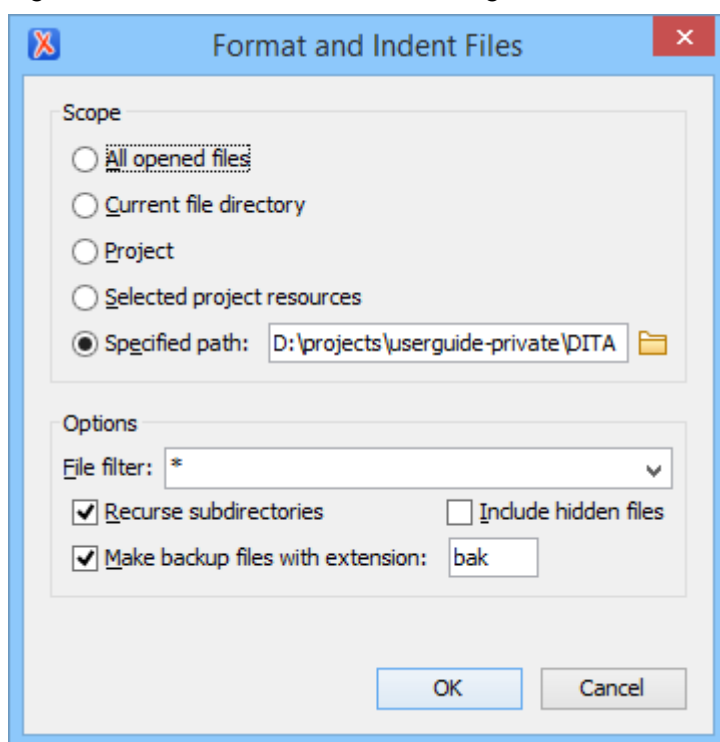 Format and Indent Files
Scope
All opened files
Current file directory
Project
Selected project resources
Specified path: D:\projects\userguide-private\DITA
Options
File filter: *
Recurse subdirectories Include hidden files
Make backup files with extension: bak
OK Cancel